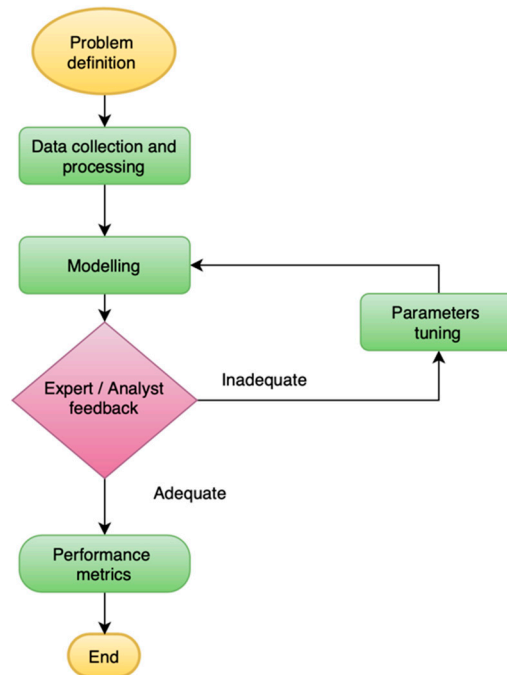 Problem
definition
Data collection and
processing
Modelling
Parameters
tuning
Expert / Analyst
feedback
Inadequate
Adequate
Performance
metrics
End